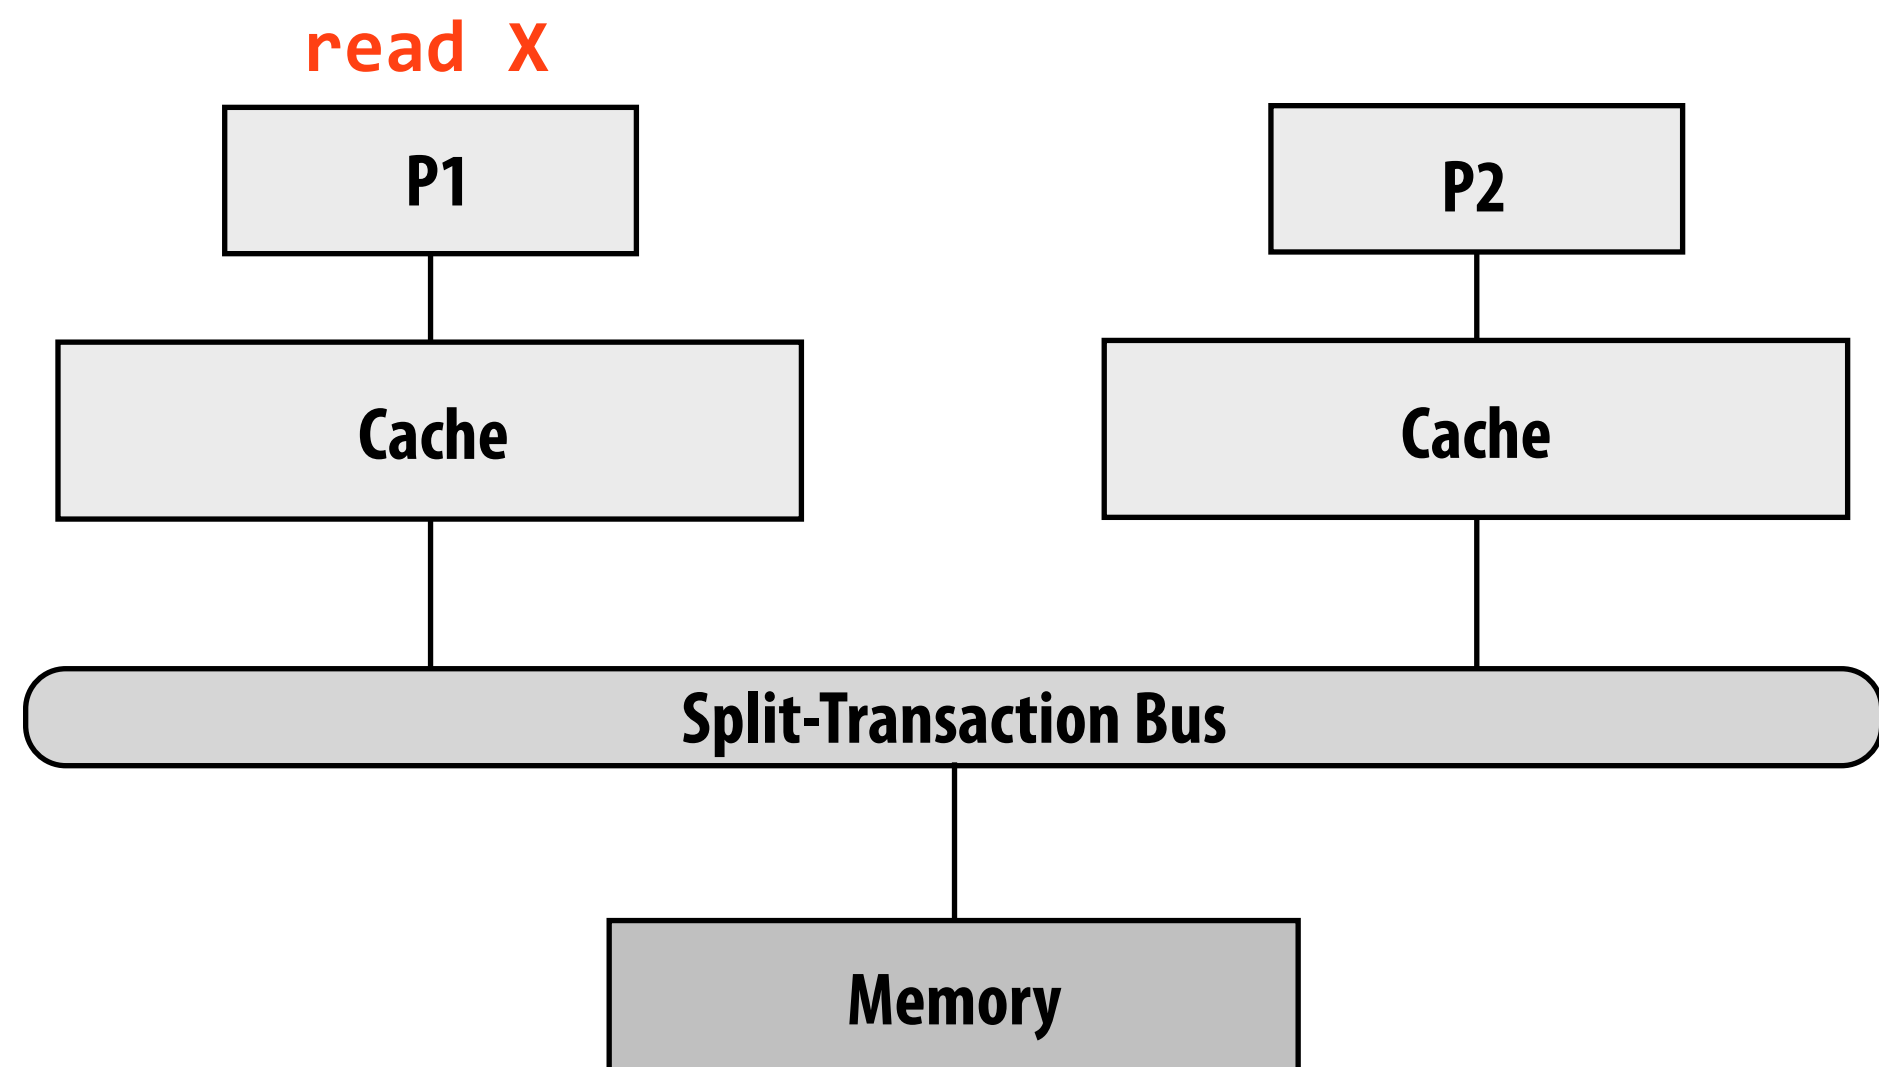 read X
P1
P2
Cache
Cache
Split-Transaction Bus
Memory